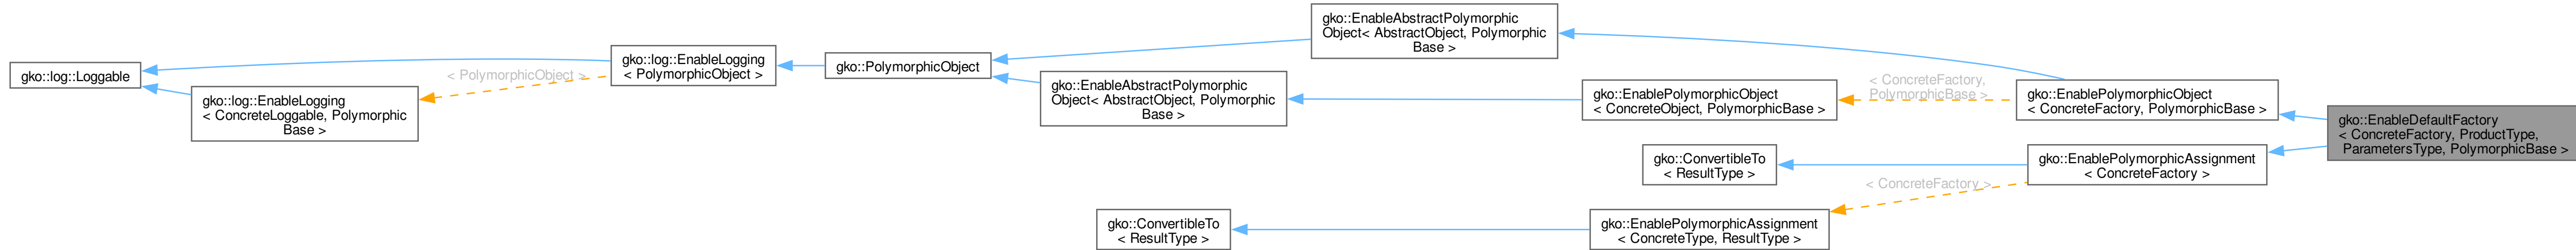 gko::log::Loggable
gko::log::EnableLogging
< ConcreteLoggable, Polymorphic
Base >
< PolymorphicObject >
gko::log::EnableLogging
< PolymorphicObject >
gko::PolymorphicObject
gko::EnableAbstractPolymorphic
Object< AbstractObject, Polymorphic
Base >
gko::EnableAbstractPolymorphic
Object< AbstractObject, Polymorphic
Base >
gko::EnablePolymorphicObject
< ConcreteObject, PolymorphicBase >
< ConcreteFactory,
PolymorphicBase >
gko::EnablePolymorphicObject
< ConcreteFactory, PolymorphicBase >
gko::EnableDefaultFactory
< ConcreteFactory, ProductType,
ParametersType, PolymorphicBase >
gko::ConvertibleTo
< ResultType >
gko::EnablePolymorphicAssignment
< ConcreteFactory >
< ConcreteFactory >
gko::ConvertibleTo
< ResultType >
gko::EnablePolymorphicAssignment
< ConcreteType, ResultType >